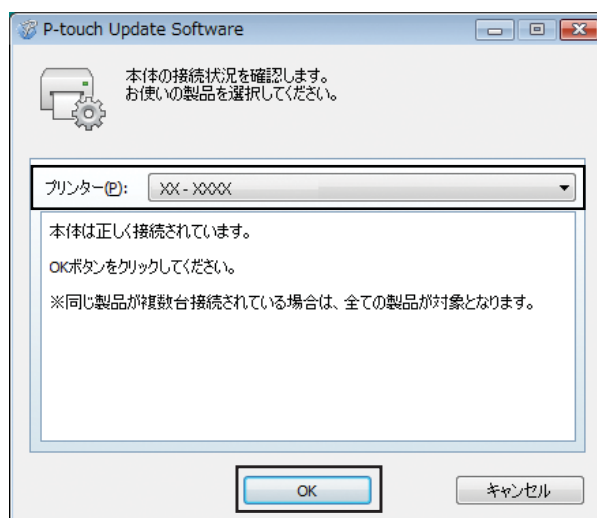 P-touch Update Software
本体の接続状況を確認します。
お使いの製品を選択してください。
プリンター(P): XX - XXXX
本体は正しく接続されています。
OKボタンをクリックしてください。
※同じ製品が複数台接続されている場合は、全ての製品が対象となります。
OK キャンセル